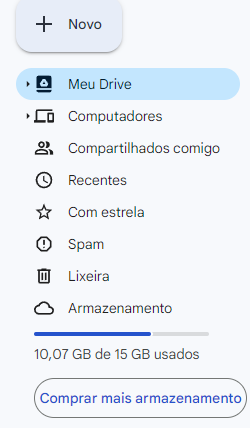 Novo
Meu Drive
Computadores
Compartilhados comigo
Recentes
Com estrela
Spam
Lixeira
Armazenamento
10,07 GB de 15 GB usados
Comprar mais armazenamento